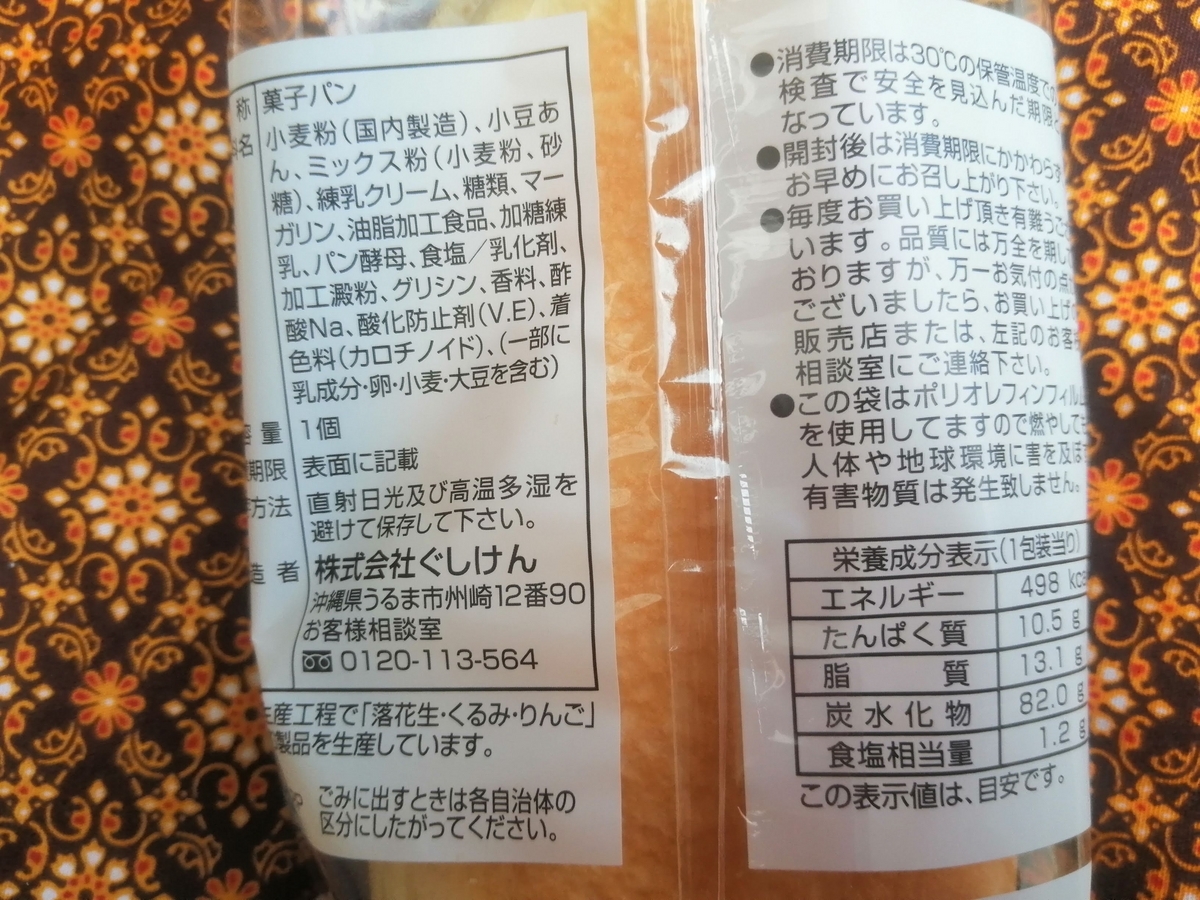 称 菓子パン
名 小麦粉(国内製造)、小豆あ
ん、ミックス粉(小麦粉、砂
糖)、練乳クリーム、糖類、マー
ガリン、油脂加工食品、加糖練
乳、パン酵母、食塩/乳化剤、
加工澱粉、グリシン、香料、酢
酸Na、酸化防止剤(V.E)、着
色料(カロチノイド)、(一部に
乳成分・卵・小麦・大豆を含む)
容量 1個
期限 表面に記載
方法 直射日光及び高温多湿を
避けて保存して下さい。
造者 株式会社ぐしけん
沖縄県うるま市州崎12番90
お客様相談室
0120-113-564
生産工程で「落花生・くるみ・りんご」
製品を生産しています。
ごみに出すときは各自治体の
区分にしたがってください。
●消費期限は30℃の保管温度での
検査で安全を見込んだ期限と
なっています。
●開封後は消費期限にかかわらず
お早めにお召し上がり下さい。
●毎度お買い上げ頂き有難うご
います。品質には万全を期し
おりますが、万一お気付の点が
ございましたら、お買い上げ
販売店または、左記のお客
相談室にご連絡下さい。
●この袋はポリオレフィンフィルム
を使用してますので燃やしても
人体や地球環境に害を及ぼ
有害物質は発生致しません。
栄養成分表示(1包装当り)
エネルギー 498 kc
たんぱく質 10.5 g
脂質 13.1 g
炭水化物 82.0 g
食塩相当量 1.2 g
この表示値は、目安です。